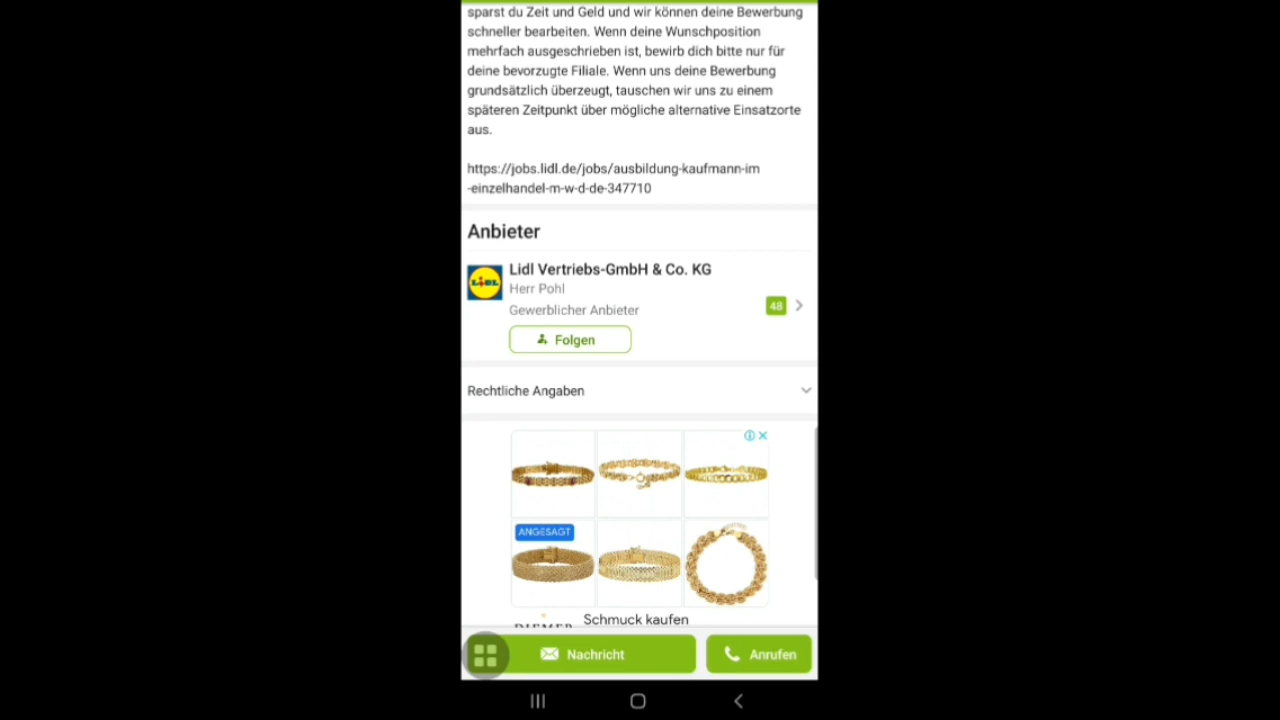 sparst du Zeit und Geld und wir können deine Bewerbung
schneller bearbeiten. Wenn deine Wunschposition
mehrfach ausgeschrieben ist, bewirb dich bitte nur für
deine bevorzugte Filiale. Wenn uns deine Bewerbung
grundsätzlich überzeugt, tauschen wir uns zu einem
späteren Zeitpunkt über mögliche alternative Einsatzorte
aus.
https://jobs.lidl.de/jobs/ausbildung-kaufmann-im
-einzelhandel-m-w-d-de-347710
Anbieter
LIDL
Lidl Vertriebs-GmbH & Co. KG
Herr Pohl
Gewerblicher Anbieter
48
Folgen
Rechtliche Angaben
ANGESAGT
Schmuck kaufen
Nachricht
Anrufen